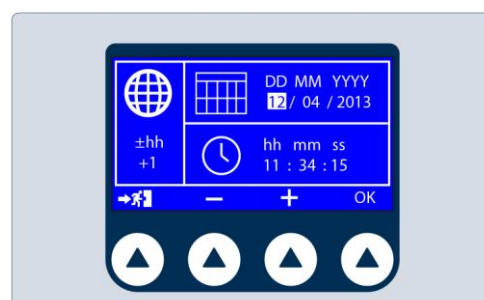 DD MM YYYY
12 / 04 / 2013
±hh
+1
hh mm ss
11 : 34 : 15
− + OK